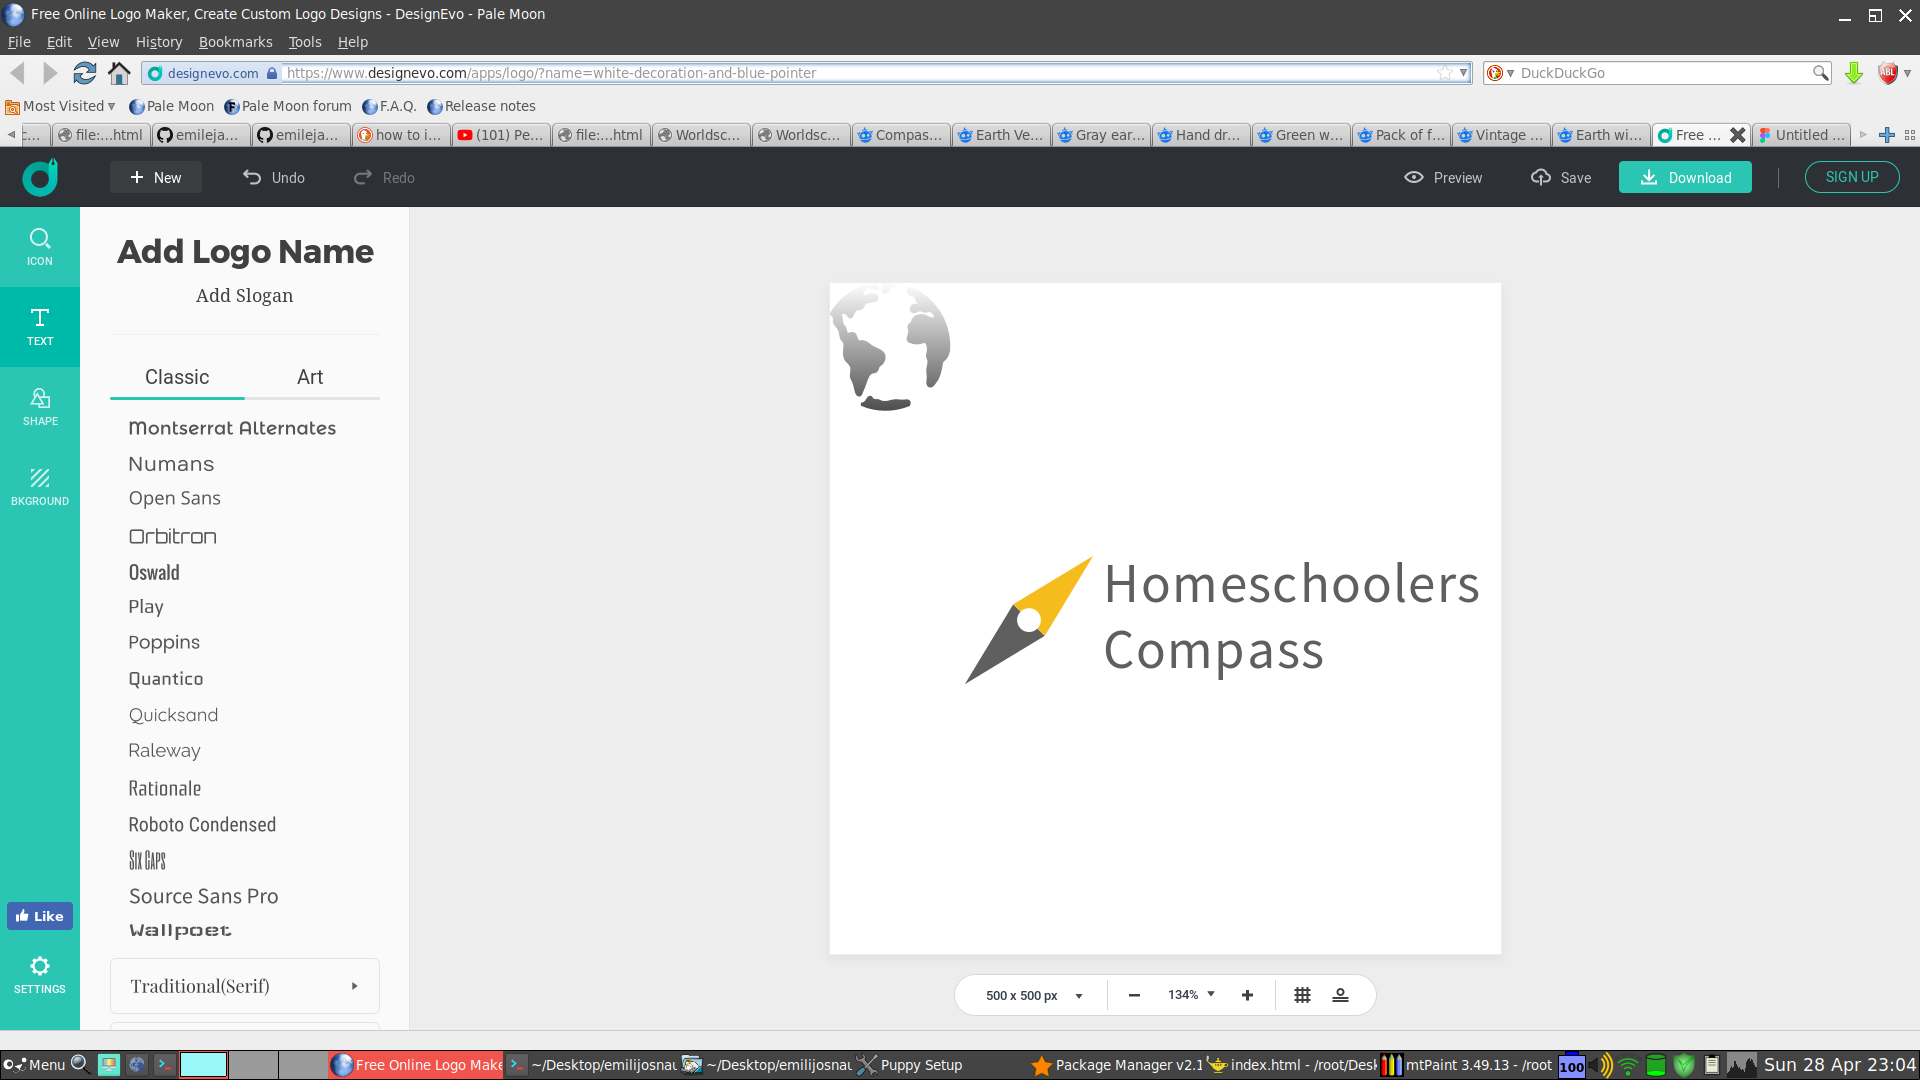 Free Online Logo Maker, Create Custom Logo Designs - DesignEvo - Pale Moon
File Edit View History Bookmarks Tools Help
designevo.com https://www.designevo.com/apps/logo/?name=white-decoration-and-blue-pointer DuckDuckGo ABL
Most Visited Pale Moon Pale Moon forum F.A.Q. Release notes
c... file:...html emileja... emileja... how to i... (101) Pe... file:...html Worldsc... Worldsc... Compas... Earth Ve... Gray ear... Hand dr... Green w... Pack of f... Vintage ... Earth wi... Free ... Untitled ...
New Undo Redo Preview Save Download SIGN UP
ICON
TEXT
SHAPE
BKGROUND
Like
SETTINGS
Add Logo Name
Add Slogan
Classic Art
Montserrat Alternates
Numans
Open Sans
Orbitron
Oswald
Play
Poppins
Quantico
Quicksand
Raleway
Rationale
Roboto Condensed
Six Caps
Source Sans Pro
Wallpoet
Traditional(Serif)
Homeschoolers
Compass
500 x 500 px 134%
Menu Free Online Logo Make ~/Desktop/emilijosnau ~/Desktop/emilijosnau Puppy Setup Package Manager v2.1 index.html - /root/Desk mtPaint 3.49.13 - /root 100 Sun 28 Apr 23:04